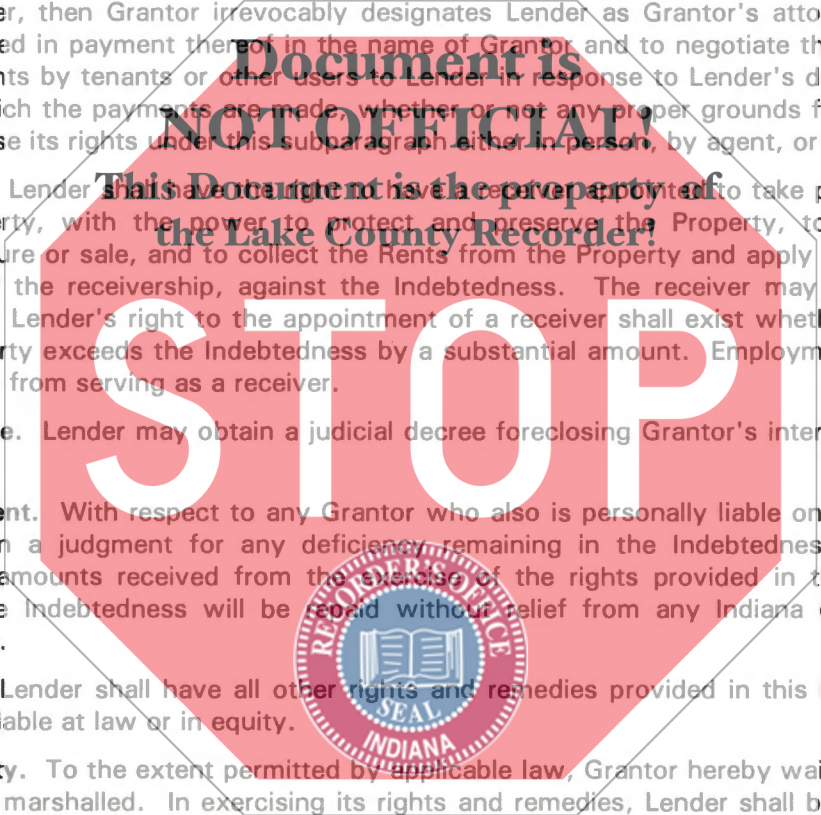 er, then Grantor irrevocably designates Lender as Grantor's atto
ed in payment thereof in the name of Grantor and to negotiate th
Document is
nts by tenants or other users to Lender in response to Lender's d
ich the payments are made, whether or not any proper grounds f
NOT OFFICIAL!
se its rights under this subparagraph either in person, by agent, or
Lender shall have the right to have a receiver appointed to take p
This Document is the property of
rty, with the power to protect and preserve the Property, to
the Lake County Recorder!
ure or sale, and to collect the Rents from the Property and apply
the receivership, against the Indebtedness. The receiver may
Lender's right to the appointment of a receiver shall exist wheth
rty exceeds the Indebtedness by a substantial amount. Employm
from serving as a receiver.
STOP
e. Lender may obtain a judicial decree foreclosing Grantor's inter
ent. With respect to any Grantor who also is personally liable on
n a judgment for any deficiency remaining in the Indebtednes
amounts received from the exercise of the rights provided in t
e Indebtedness will be repaid without relief from any Indiana
.
RECORDER'S OFFICE
SEAL
INDIANA
Lender shall have all other rights and remedies provided in this
able at law or in equity.
ty. To the extent permitted by applicable law, Grantor hereby wai
marshalled. In exercising its rights and remedies, Lender shall b